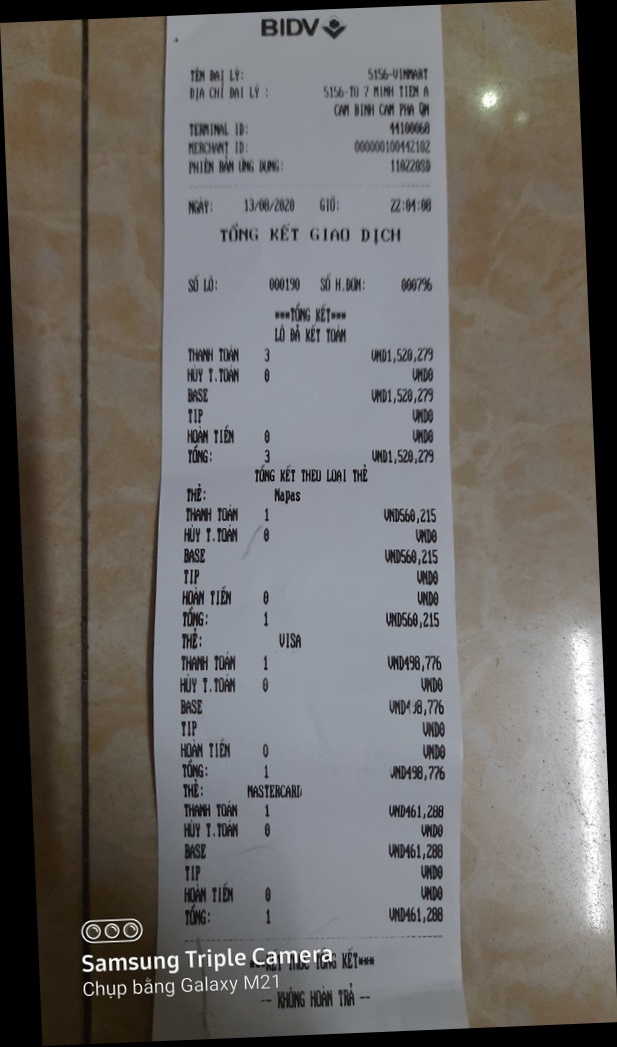 BIDV
TÊN ĐẠI LÝ: 5156-VINMART
ĐỊA CHỈ ĐẠI LÝ : 5156-TO 7 MINH TIEN A
CAM BINH CAM PHA QN
TERMINAL ID: 44100068
MERCHANT ID: 000000100442102
PHIÊN BẢN ỨNG DỤNG: 110220SD
NGÀY: 13/08/2020 GIỜ: 22:04:08
TỔNG KẾT GIAO DỊCH
SỐ LÔ: 000190 SỐ H.ĐƠN: 000796
***TỔNG KẾT***
LÔ ĐÃ KẾT TOÁN
THANH TOÁN 3 VND1,520,279
HỦY T.TOÁN 0 VND0
BASE VND1,520,279
TIP VND0
HOÀN TIỀN 0 VND0
TỔNG: 3 VND1,520,279
TỔNG KẾT THEO LOẠI THẺ
THẺ: Napas
THANH TOÁN 1 VND560,215
HỦY T.TOÁN 0 VND0
BASE VND560,215
TIP VND0
HOÀN TIỀN 0 VND0
TỔNG: 1 VND560,215
THẺ: VISA
THANH TOÁN 1 VND498,776
HỦY T.TOÁN 0 VND0
BASE VND498,776
TIP VND0
HOÀN TIỀN 0 VND0
TỔNG: 1 VND498,776
THẺ: MASTERCARD
THANH TOÁN 1 VND461,288
HỦY T.TOÁN 0 VND0
BASE VND461,288
TIP VND0
HOÀN TIỀN 0 VND0
TỔNG: 1 VND461,288
***KẾT THÚC TỔNG KẾT***
-- KHÔNG HOÀN TRẢ --
Samsung Triple Camera
Chụp bằng Galaxy M21